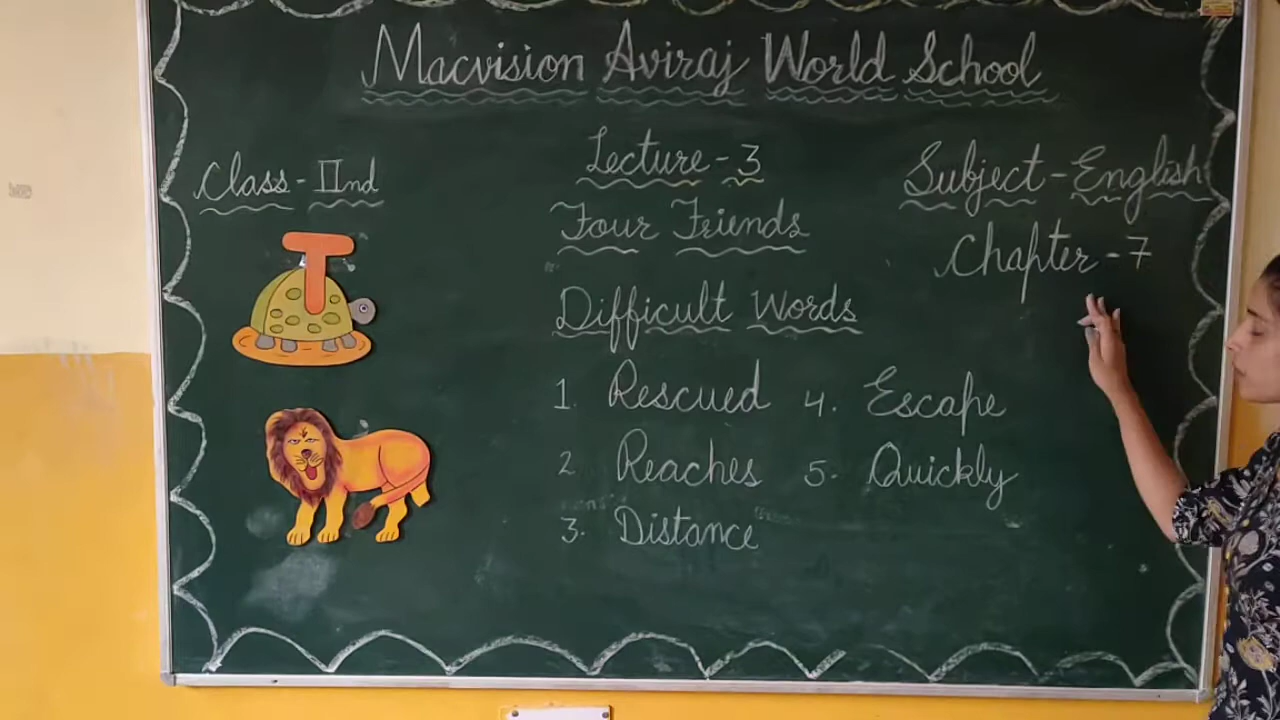 Macvision Aviraj World School
Class - IInd
Lecture - 3
Subject - English
Four Friends
Chapter - 7
T
Difficult Words
1. Rescued
4. Escape
2. Reaches
5. Quickly
3. Distance